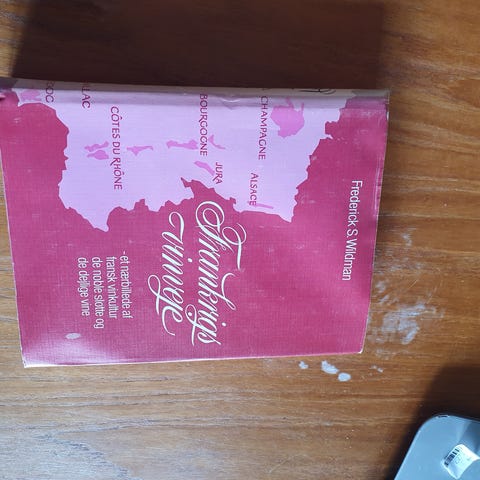 Frederick S. Wildman
CHAMPAGNE
ALSACE
BOURGOGNE
JURA
CÔTES DU RHÔNE
Frankrigs
vinveje
- et nærbillede af
fransk vinkultur
de noble slotte og
de dejlige vine